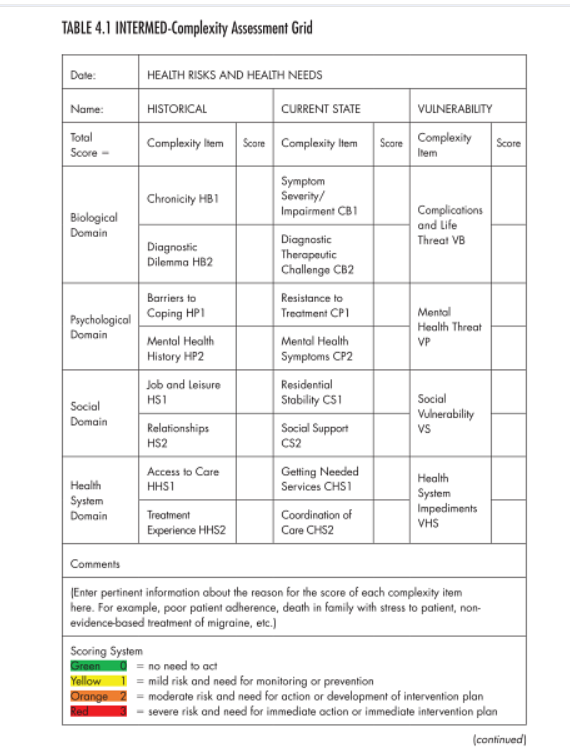 TABLE 4.1 INTERMED-Complexity Assessment Grid
Date: HEALTH RISKS AND HEALTH NEEDS
Name: HISTORICAL CURRENT STATE VULNERABILITY
Total
Score =
Complexity Item Score Complexity Item Score Complexity
Item Score
Biological
Domain
Chronicity HB1
Symptom
Severity/
Impairment CB1
Complications
and Life
Threat VB
Diagnostic
Dilemma HB2
Diagnostic
Therapeutic
Challenge CB2
Psychological
Domain
Barriers to
Coping HP1
Resistance to
Treatment CP1
Mental
Health Threat
VP
Mental Health
History HP2
Mental Health
Symptoms CP2
Social
Domain
Job and Leisure
HS1
Residential
Stability CS1
Social
Vulnerability
VS
Relationships
HS2
Social Support
CS2
Health
System
Domain
Access to Care
HHS1
Getting Needed
Services CHS1
Health
System
Impediments
VHS
Treatment
Experience HHS2
Coordination of
Care CHS2
Comments
(Enter pertinent information about the reason for the score of each complexity item
here. For example, poor patient adherence, death in family with stress to patient, non-
evidence-based treatment of migraine, etc.)
Scoring System
Green 0 = no need to act
Yellow 1 = mild risk and need for monitoring or prevention
Orange 2 = moderate risk and need for action or development of intervention plan
Red 3 = severe risk and need for immediate action or immediate intervention plan
(continued)